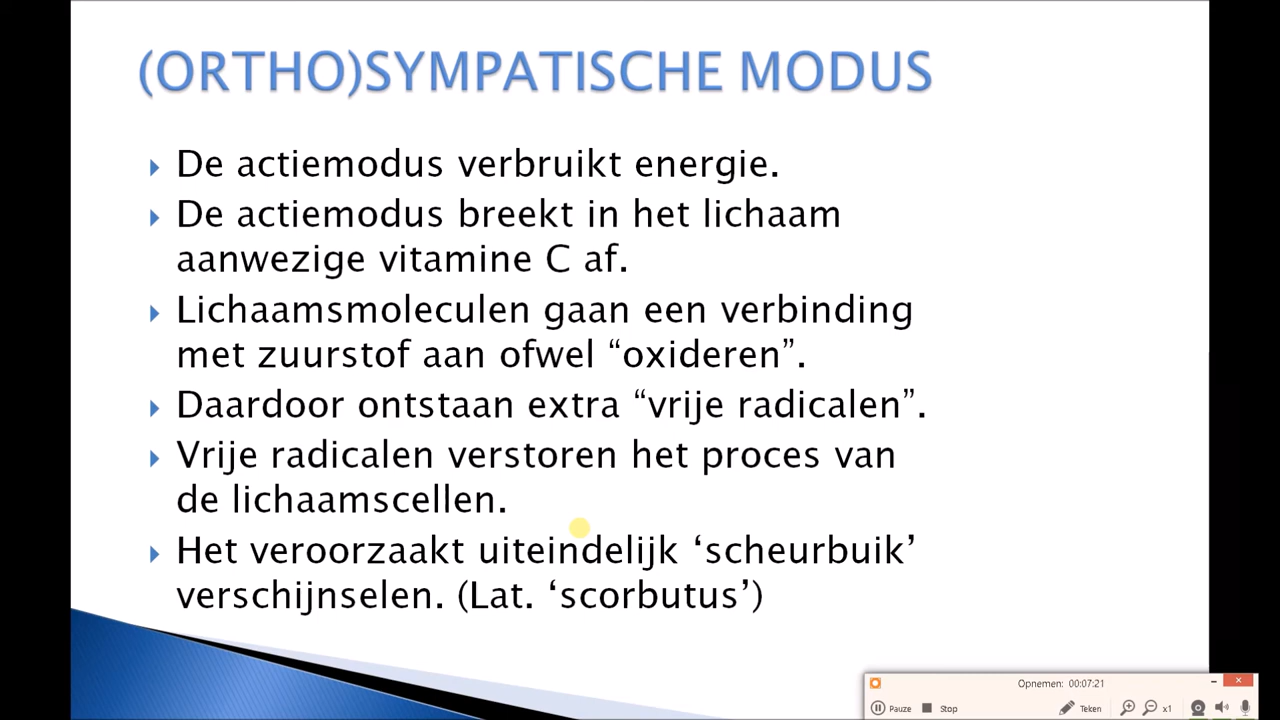 (ORTHO)SYMPATISCHE MODUS
De actiemodus verbruikt energie.
De actiemodus breekt in het lichaam
aanwezige vitamine C af.
Lichaamsmoleculen gaan een verbinding
met zuurstof aan ofwel “oxideren”.
Daardoor ontstaan extra “vrije radicalen”.
Vrije radicalen verstoren het proces van
de lichaamscellen.
Het veroorzaakt uiteindelijk ‘scheurbuik’
verschijnselen. (Lat. ‘scorbutus’)
Opnemen: 00:07:21
Pauze Stop Teken x1